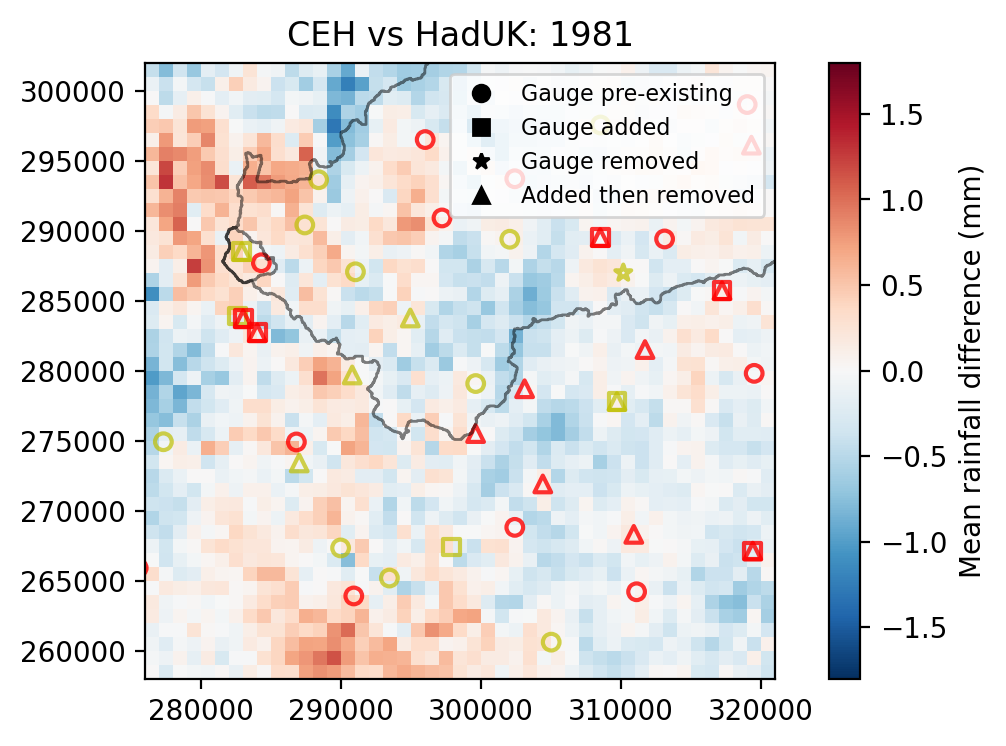 CEH vs HadUK: 1981
300000
295000
290000
285000
280000
275000
270000
265000
260000
280000 290000 300000 310000 320000
Gauge pre-existing
Gauge added
Gauge removed
Added then removed
1.5
1.0
0.5
0.0
−0.5
−1.0
−1.5
Mean rainfall difference (mm)